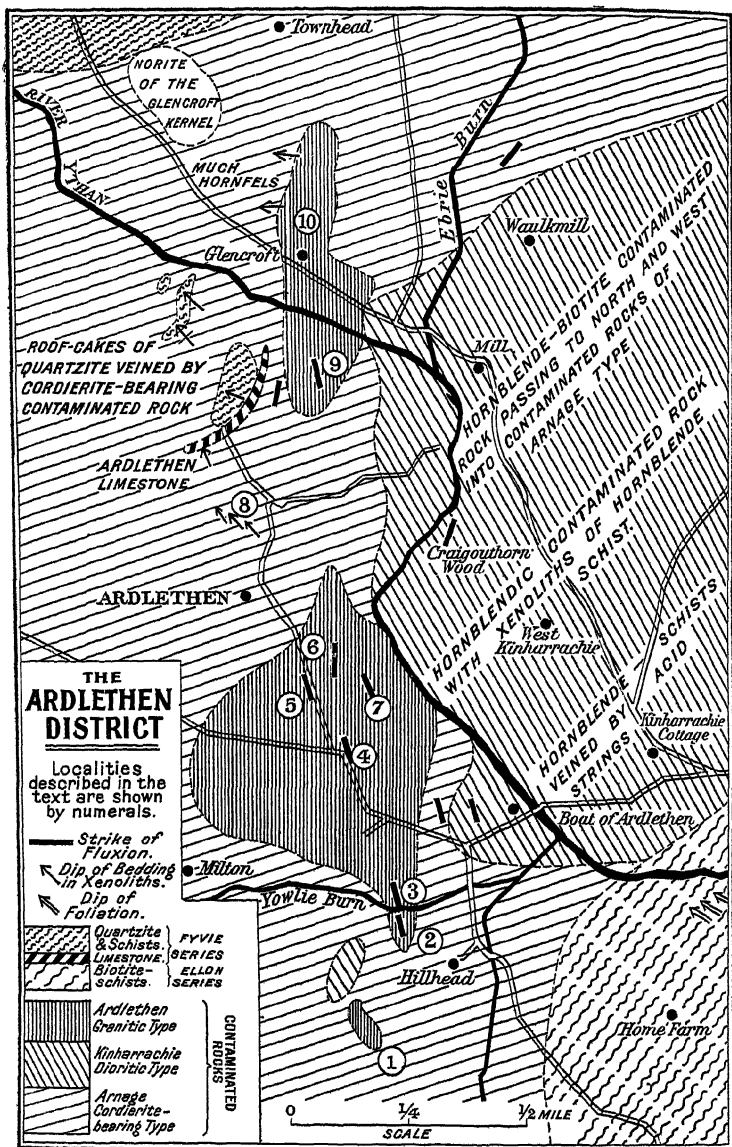 Townhead
NORITE
OF THE
GLENCROFT
KERNEL
RIVER
YTHAN
Ebrie Burn
MUCH
HORNFELS
10
Glencroft
Waulkmill
Mill
HORNBLENDE-BIOTITE CONTAMINATED
ROCK PASSING TO NORTH AND WEST
INTO CONTAMINATED ROCKS OF
ARNAGE TYPE
ROOF-CAKES OF
QUARTZITE VEINED BY
CORDIERITE-BEARING
CONTAMINATED ROCK
9
ARDLETHEN
LIMESTONE
8
Craigouthorn
Wood
HORNBLENDIC CONTAMINATED ROCK
WITH XENOLITHS OF HORNBLENDE
SCHIST.
ARDLETHEN
West
Kinharrachie
6
5
7
4
HORNBLENDE-SCHISTS
VEINED BY ACID
STRINGS
Kinharrachie
Cottage
Boat of Ardlethen
Milton
Yowlie Burn
3
2
Hillhead
1
Home Farm
THE
ARDLETHEN
DISTRICT
Localities
described in the
text are shown
by numerals.
Strike of
Fluxion.
Dip of Bedding
in Xenoliths.
Dip of
Foliation.
Quartzite
& Schists.
LIMESTONE.
FYVIE
SERIES
Biotite-
schists.
ELLON
SERIES
Ardlethen
Granitic Type
Kinharrachie
Dioritic Type
Arnage
Cordierite-
bearing Type
CONTAMINATED
ROCKS
0 1/4 1/2 MILE
SCALE